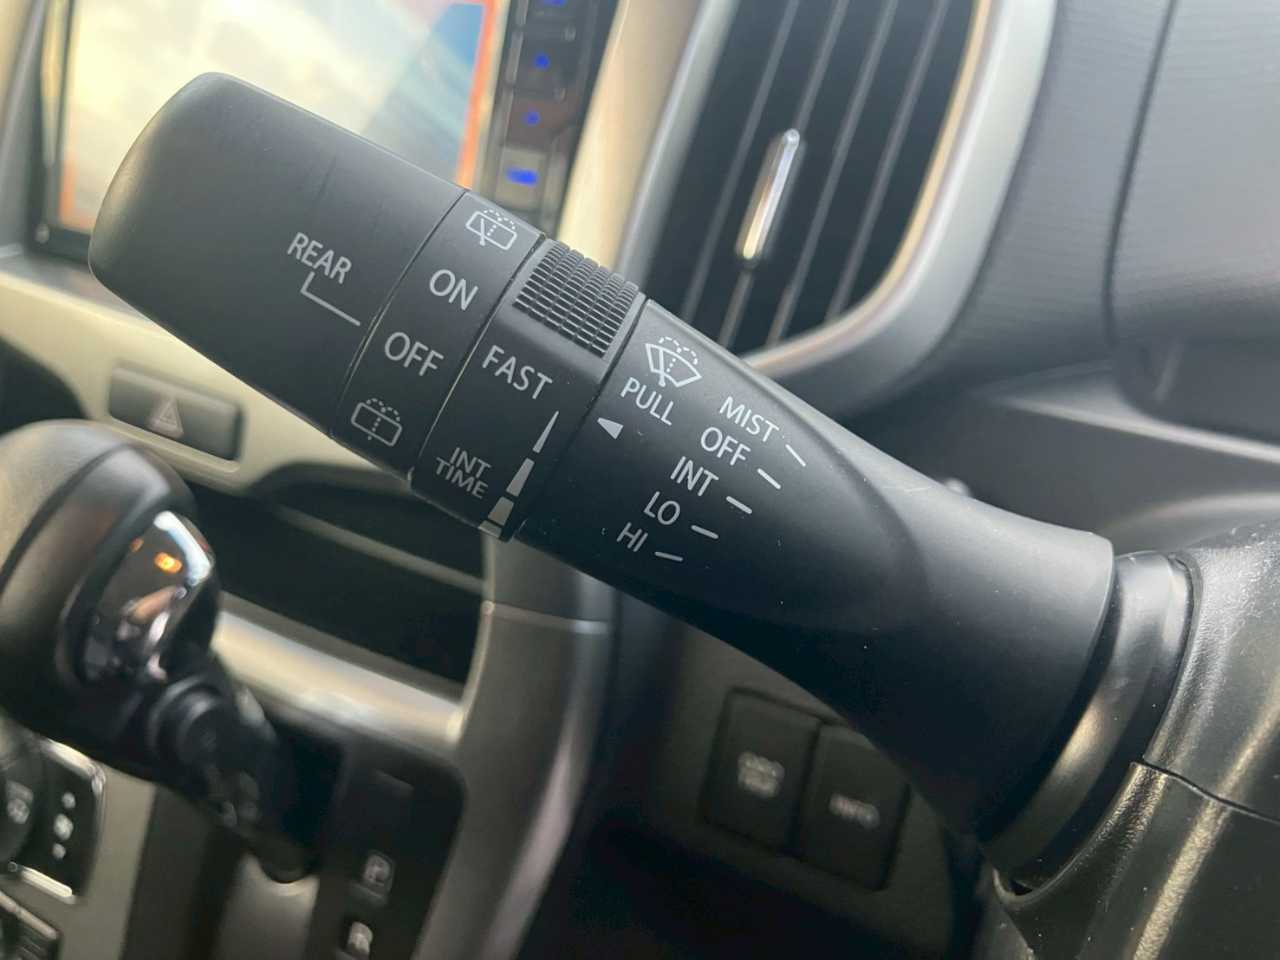 REAR
ON
OFF
FAST
INT
TIME
PULL
MIST
OFF
INT
LO
HI
P
R